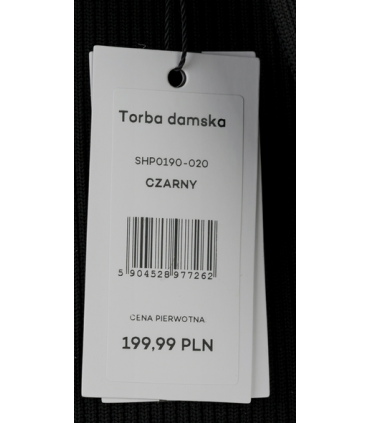 Torba damska
SHP0190-020
CZARNY
5 904528 977262
CENA PIERWOTNA:
199,99 PLN